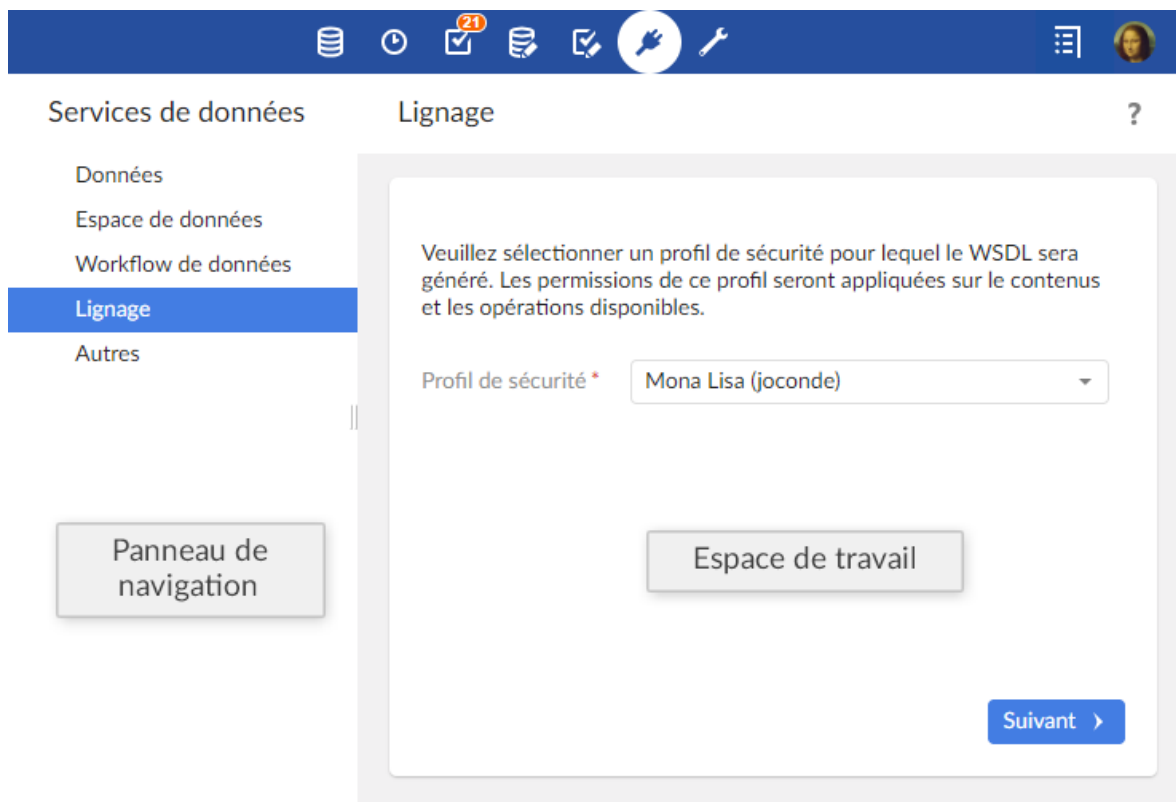 21
Services de données
Lignage
?
Données
Espace de données
Workflow de données
Lignage
Autres
Veuillez sélectionner un profil de sécurité pour lequel le WSDL sera
généré. Les permissions de ce profil seront appliquées sur le contenus
et les opérations disponibles.
Profil de sécurité *
Mona Lisa (joconde)
Panneau de
navigation
Espace de travail
Suivant